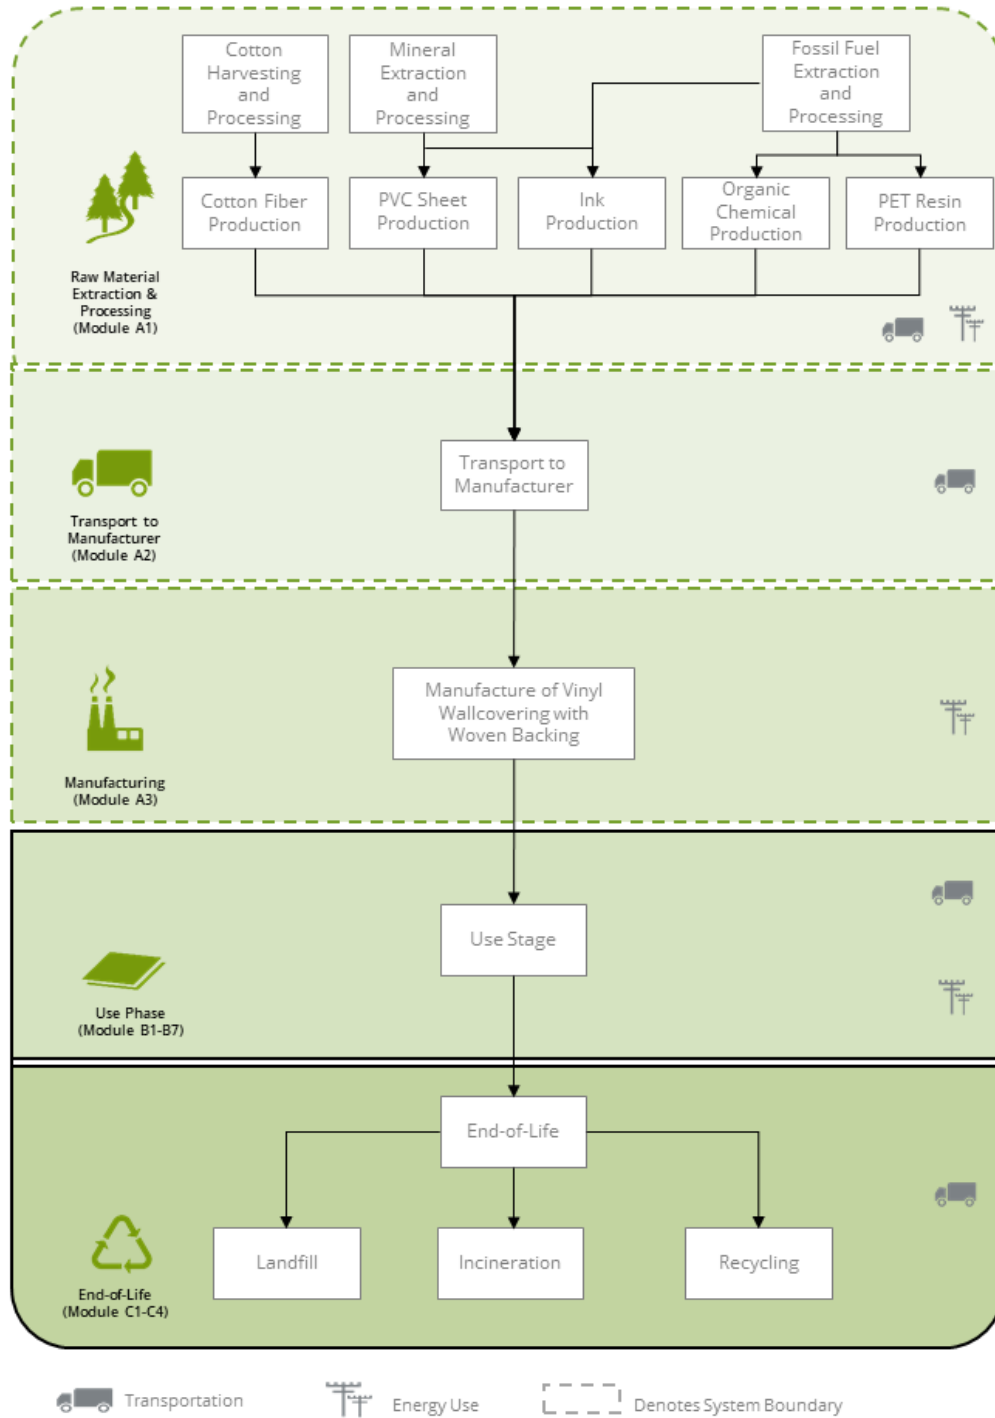 Cotton
Harvesting
and
Processing
Mineral
Extraction
and
Processing
Fossil Fuel
Extraction
and
Processing
Cotton Fiber
Production
PVC Sheet
Production
Ink
Production
Organic
Chemical
Production
PET Resin
Production
Raw Material
Extraction &
Processing
(Module A1)
Transport to
Manufacturer
Transport to
Manufacturer
(Module A2)
Manufacture of Vinyl
Wallcovering with
Woven Backing
Manufacturing
(Module A3)
Use Stage
Use Phase
(Module B1-B7)
End-of-Life
Landfill
Incineration
Recycling
End-of-Life
(Module C1-C4)
Transportation
Energy Use
Denotes System Boundary